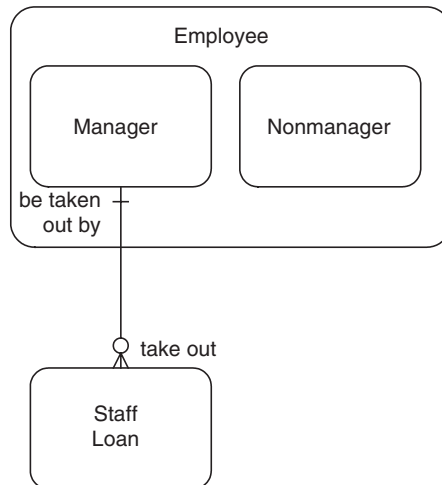 Employee
Manager
Nonmanager
be taken
out by
take out
Staff
Loan